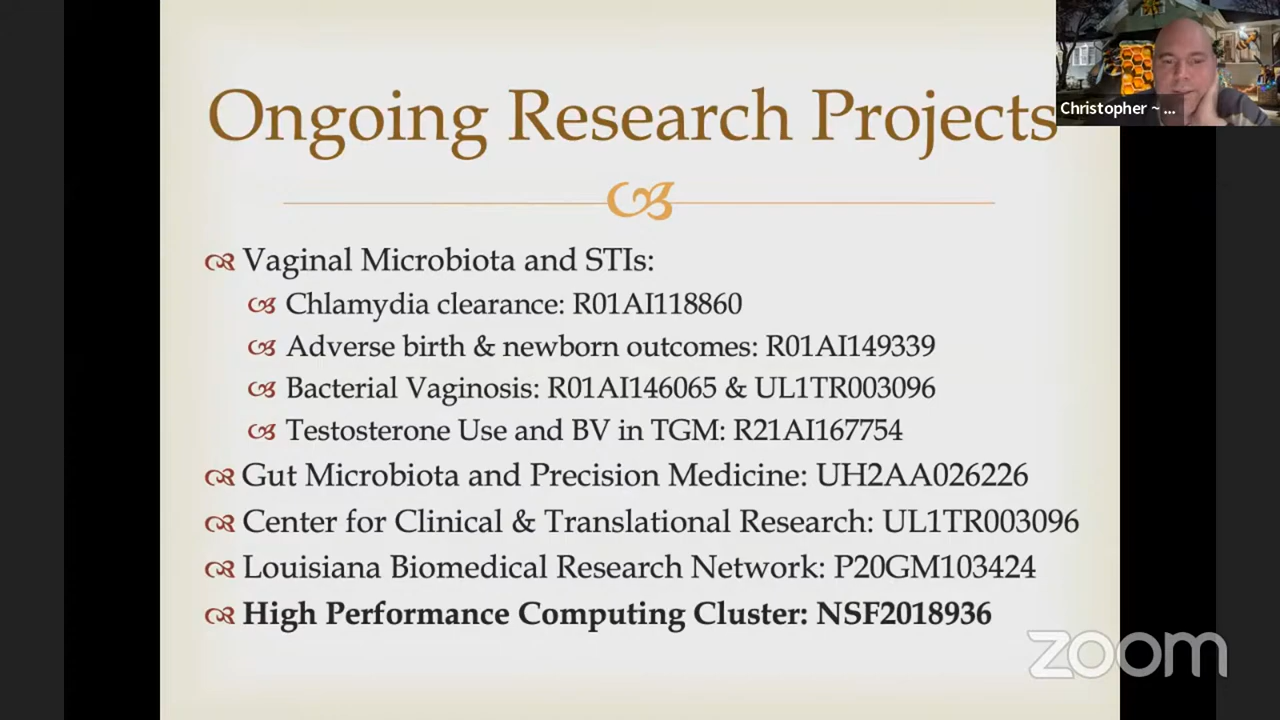 Ongoing Research Projects
Christopher ~ ...
Vaginal Microbiota and STIs:
Chlamydia clearance: R01AI118860
Adverse birth & newborn outcomes: R01AI149339
Bacterial Vaginosis: R01AI146065 & UL1TR003096
Testosterone Use and BV in TGM: R21AI167754
Gut Microbiota and Precision Medicine: UH2AA026226
Center for Clinical & Translational Research: UL1TR003096
Louisiana Biomedical Research Network: P20GM103424
High Performance Computing Cluster: NSF2018936
zoom